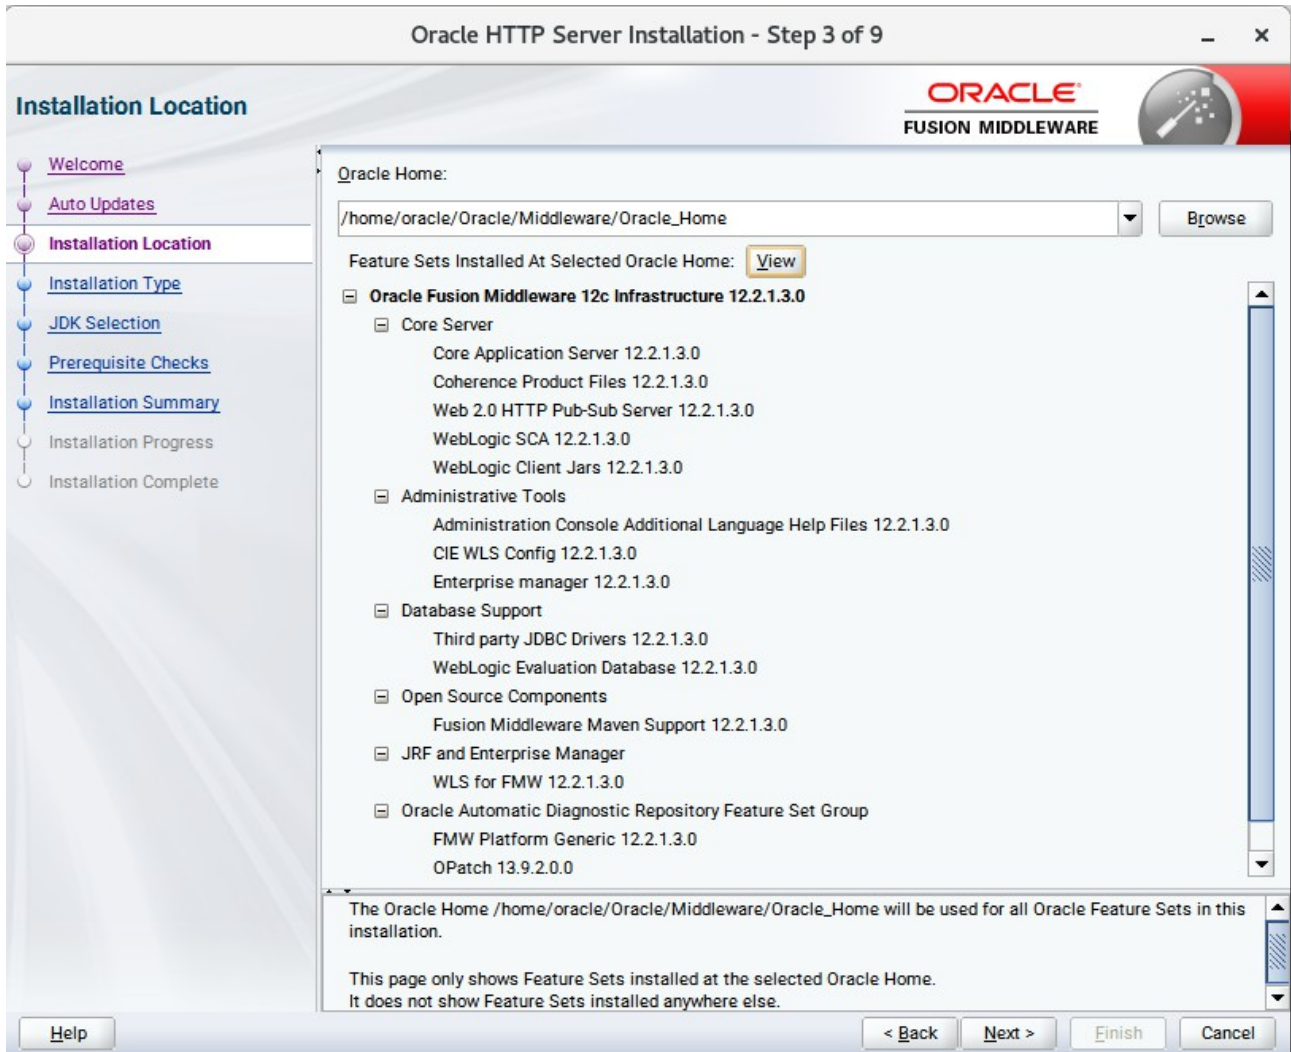 Oracle HTTP Server Installation - Step 3 of 9
Installation Location
ORACLE
FUSION MIDDLEWARE
Welcome
Auto Updates
Installation Location
Installation Type
JDK Selection
Prerequisite Checks
Installation Summary
Installation Progress
Installation Complete
Oracle Home:
/home/oracle/Oracle/Middleware/Oracle_Home
Browse
Feature Sets Installed At Selected Oracle Home: View
Oracle Fusion Middleware 12c Infrastructure 12.2.1.3.0
Core Server
Core Application Server 12.2.1.3.0
Coherence Product Files 12.2.1.3.0
Web 2.0 HTTP Pub-Sub Server 12.2.1.3.0
WebLogic SCA 12.2.1.3.0
WebLogic Client Jars 12.2.1.3.0
Administrative Tools
Administration Console Additional Language Help Files 12.2.1.3.0
CIE WLS Config 12.2.1.3.0
Enterprise manager 12.2.1.3.0
Database Support
Third party JDBC Drivers 12.2.1.3.0
WebLogic Evaluation Database 12.2.1.3.0
Open Source Components
Fusion Middleware Maven Support 12.2.1.3.0
JRF and Enterprise Manager
WLS for FMW 12.2.1.3.0
Oracle Automatic Diagnostic Repository Feature Set Group
FMW Platform Generic 12.2.1.3.0
OPatch 13.9.2.0.0
The Oracle Home /home/oracle/Oracle/Middleware/Oracle_Home will be used for all Oracle Feature Sets in this
installation.
This page only shows Feature Sets installed at the selected Oracle Home.
It does not show Feature Sets installed anywhere else.
Help
< Back
Next >
Finish
Cancel